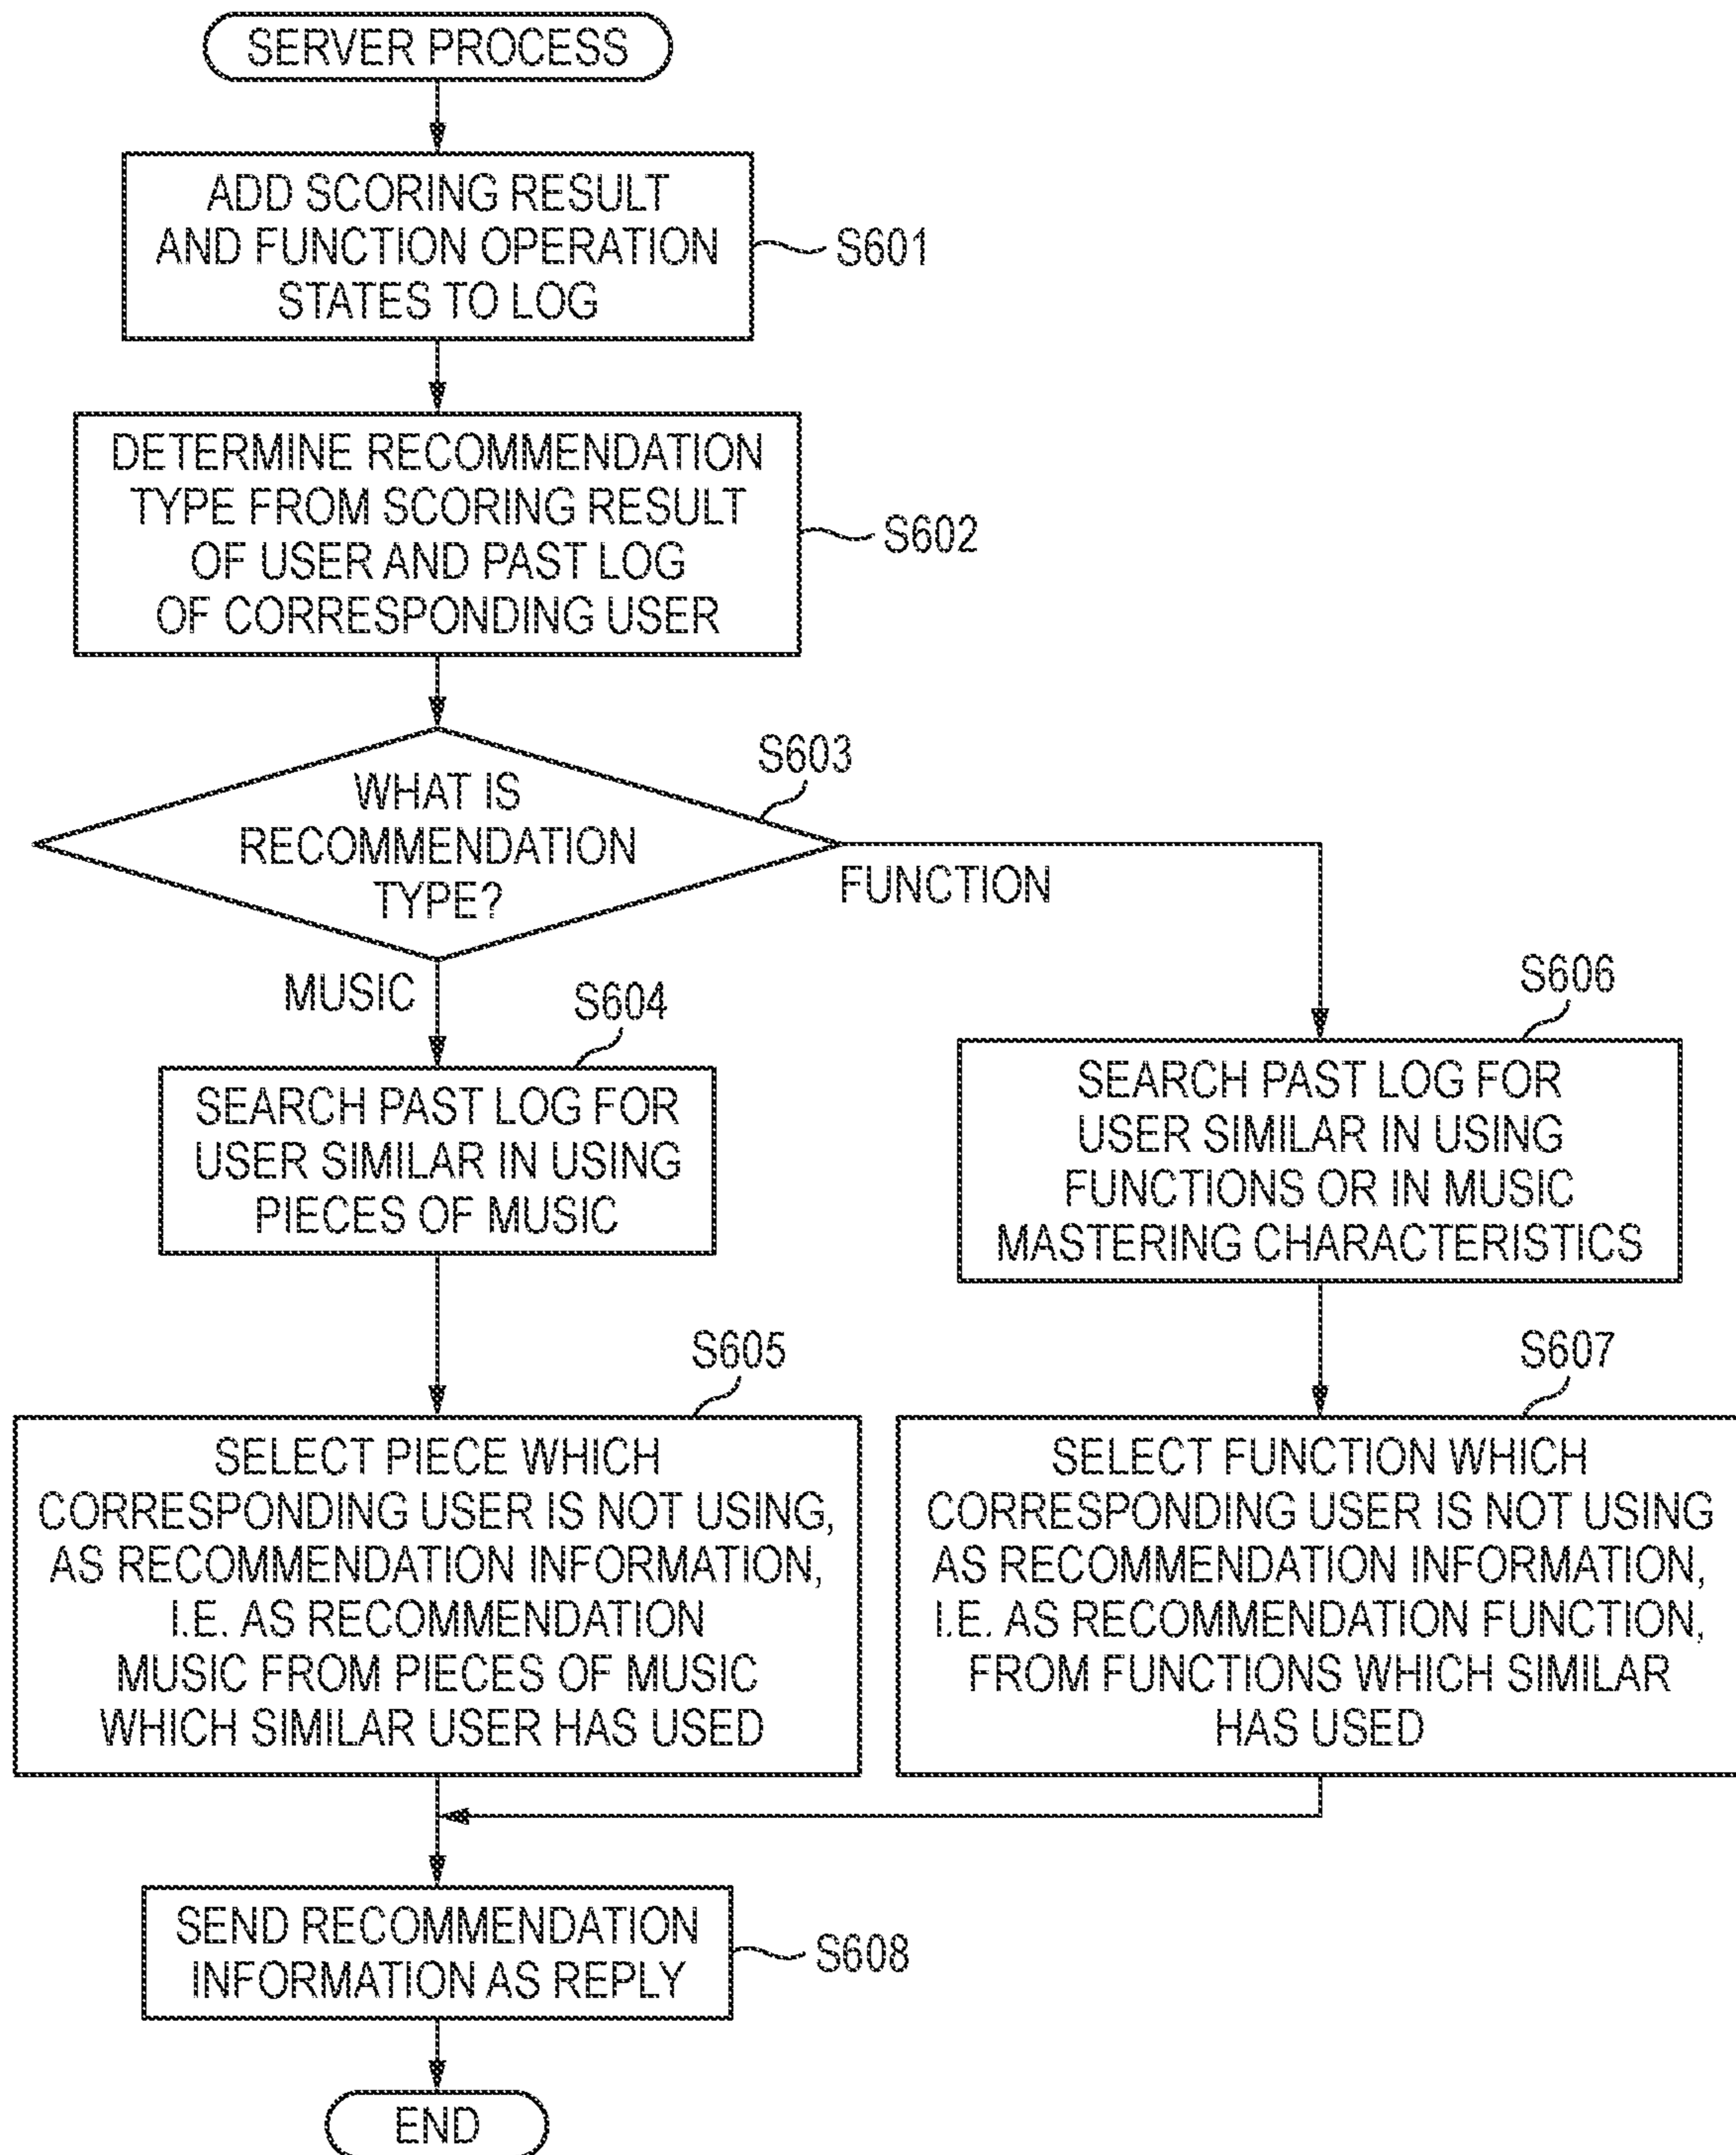 SERVER PROCESS
ADD SCORING RESULT
AND FUNCTION OPERATION
STATES TO LOG
S601
DETERMINE RECOMMENDATION
TYPE FROM SCORING RESULT
OF USER AND PAST LOG
OF CORRESPONDING USER
S602
WHAT IS
RECOMMENDATION
TYPE?
S603
FUNCTION
MUSIC
S604
SEARCH PAST LOG FOR
USER SIMILAR IN USING
PIECES OF MUSIC
S606
SEARCH PAST LOG FOR
USER SIMILAR IN USING
FUNCTIONS OR IN MUSIC
MASTERING CHARACTERISTICS
S605
SELECT PIECE WHICH
CORRESPONDING USER IS NOT USING,
AS RECOMMENDATION INFORMATION,
I.E. AS RECOMMENDATION
MUSIC FROM PIECES OF MUSIC
WHICH SIMILAR USER HAS USED
S607
SELECT FUNCTION WHICH
CORRESPONDING USER IS NOT USING
AS RECOMMENDATION INFORMATION,
I.E. AS RECOMMENDATION FUNCTION,
FROM FUNCTIONS WHICH SIMILAR
HAS USED
SEND RECOMMENDATION
INFORMATION AS REPLY
S608
END